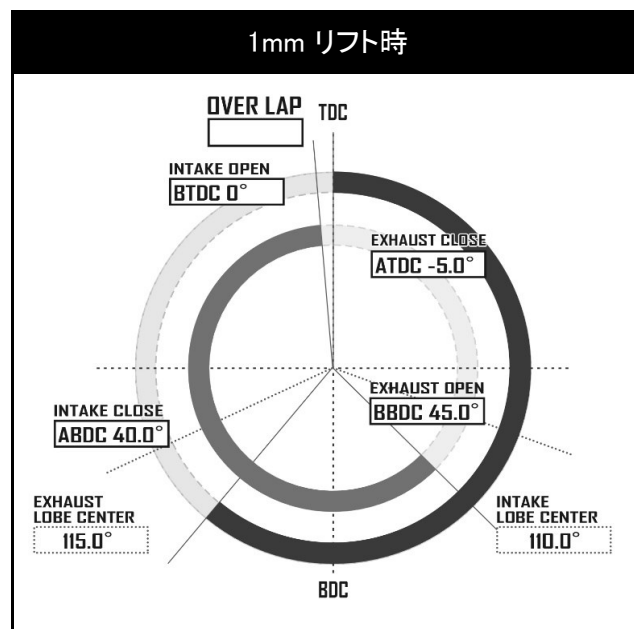 1mm リフト時
OVER LAP
TDC
INTAKE OPEN
BTDC 0°
EXHAUST CLOSE
ATDC -5.0°
EXHAUST OPEN
BBDC 45.0°
INTAKE CLOSE
ABDC 40.0°
EXHAUST
LOBE CENTER
115.0°
INTAKE
LOBE CENTER
110.0°
BDC